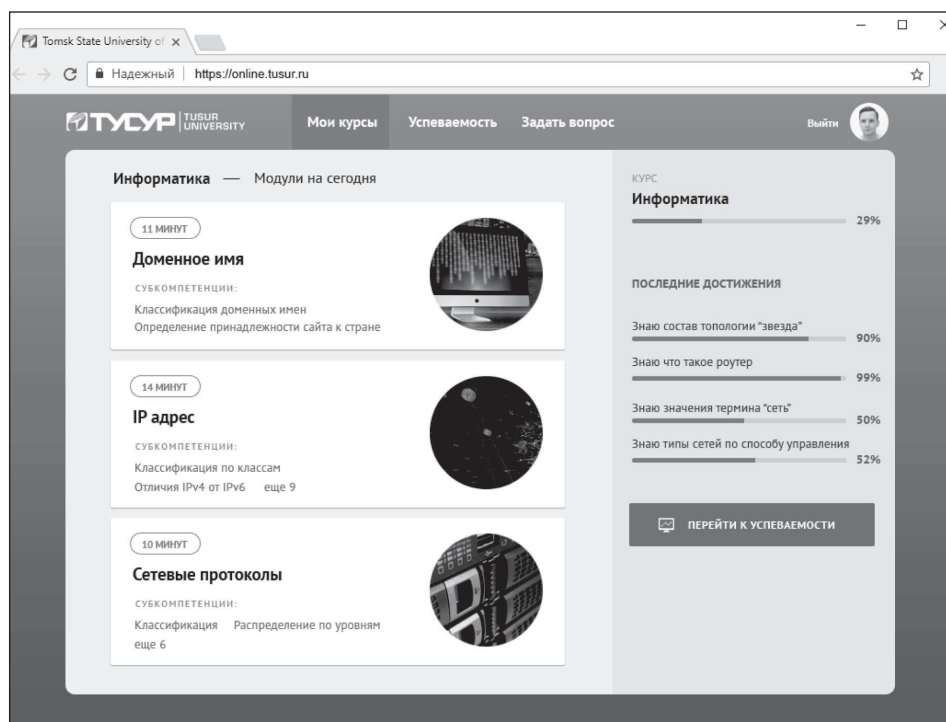 Tomsk State University of
Надежный
https://online.tusur.ru
ТУСУР TUSUR UNIVERSITY
Мои курсы
Успеваемость
Задать вопрос
Выйти
Информатика — Модули на сегодня
11 МИНУТ
Доменное имя
СУБКОМПЕТЕНЦИИ:
Классификация доменных имен
Определение принадлежности сайта к стране
14 МИНУТ
IP адрес
СУБКОМПЕТЕНЦИИ:
Классификация по классам
Отличия IPv4 от IPv6 еще 9
10 МИНУТ
Сетевые протоколы
СУБКОМПЕТЕНЦИИ:
Классификация Распределение по уровням
еще 6
КУРС
Информатика
29%
ПОСЛЕДНИЕ ДОСТИЖЕНИЯ
Знаю состав топологии "звезда"
90%
Знаю что такое роутер
99%
Знаю значения термина "сеть"
50%
Знаю типы сетей по способу управления
52%
ПЕРЕЙТИ К УСПЕВАЕМОСТИ